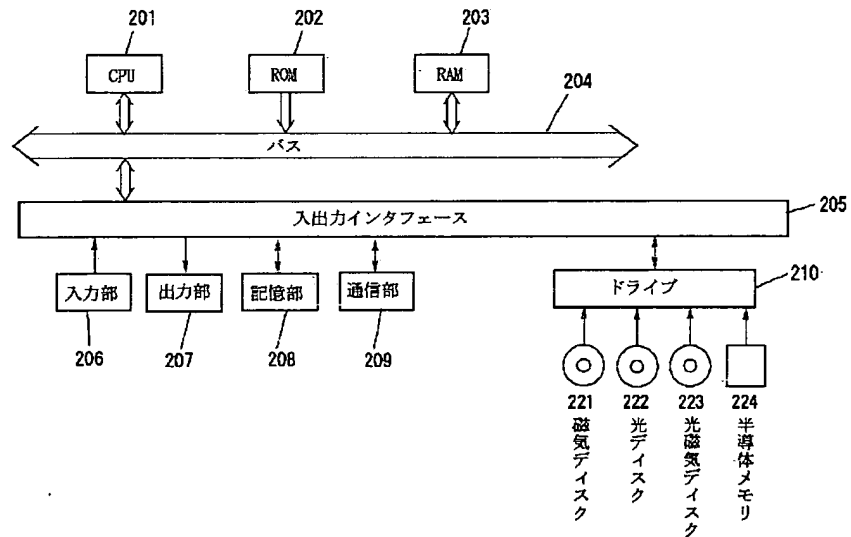 201
202
203
CPU
ROM
RAM
204
バス
205
入出力インタフェース
入力部
出力部
記憶部
通信部
206
207
208
209
210
ドライブ
221
222
223
224
磁気ディスク
光ディスク
光磁気ディスク
半導体メモリ